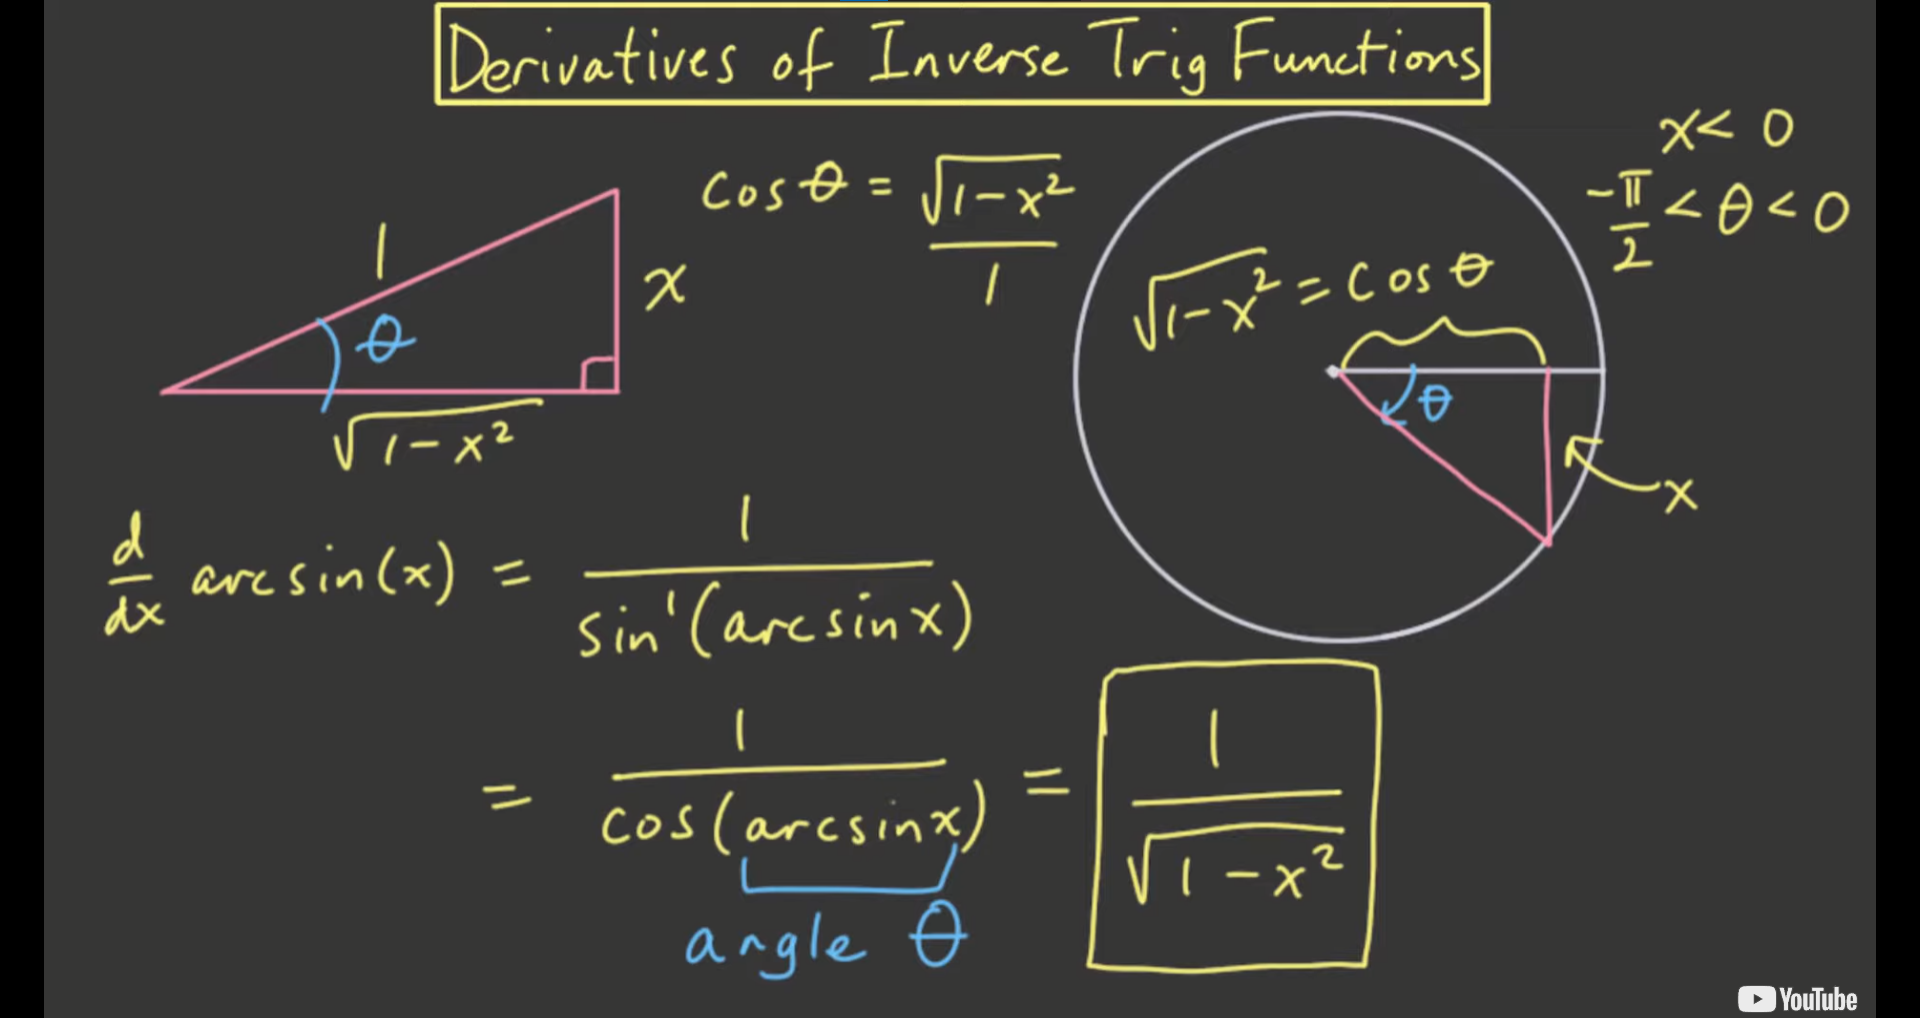 Derivatives of Inverse Trig Functions
1
θ
x
√1-x²
cos θ = √1-x² / 1
x < 0
-π/2 < θ < 0
√1-x² = cos θ
θ
x
d/dx arcsin(x) = 1 / sin'(arcsin x)
= 1 / cos(arcsin x) = 1 / √1-x²
angle θ
YouTube